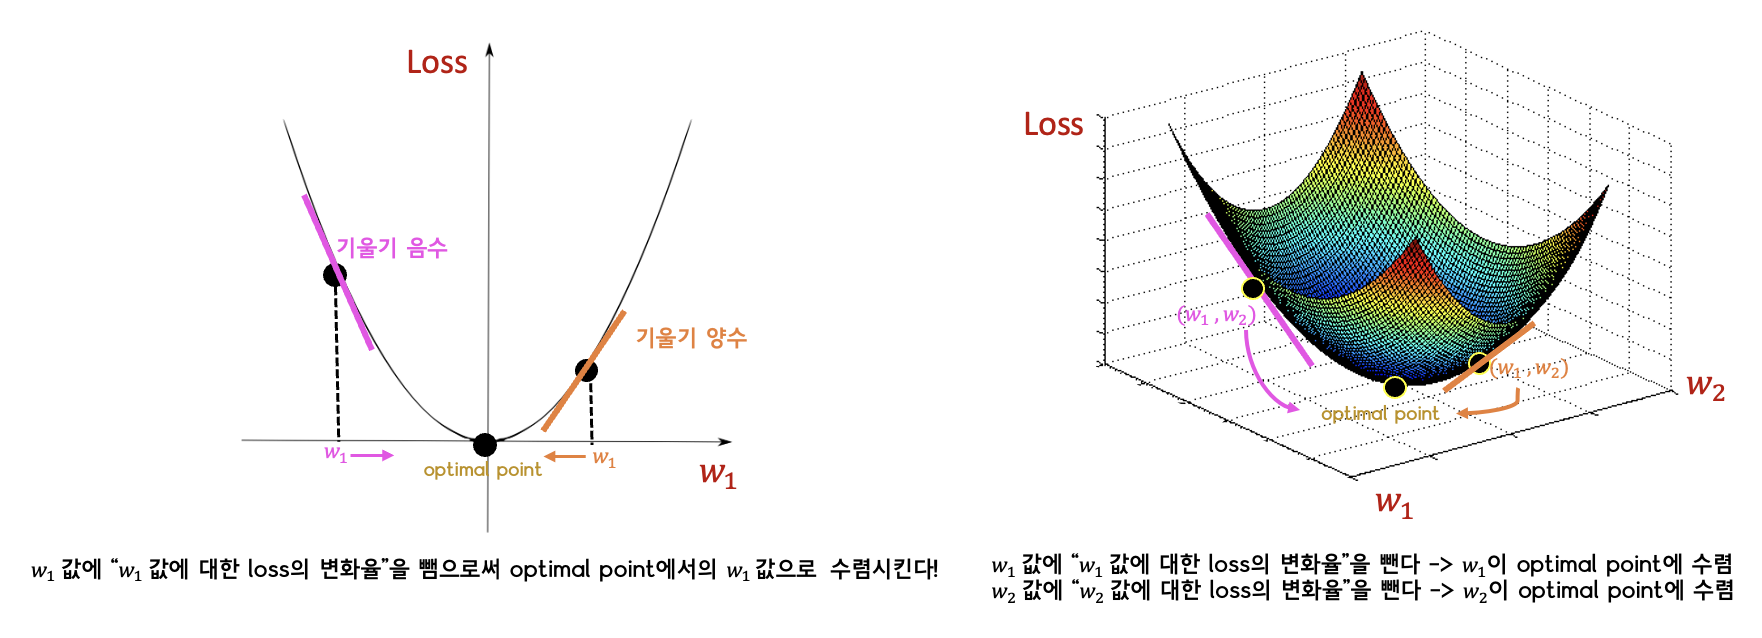 Loss
기울기 음수
기울기 양수
w₁
w₁
optimal point
w₁
w₁ 값에 “w₁ 값에 대한 loss의 변화율”을 뺌으로써 optimal point에서의 w₁ 값으로 수렴시킨다!
Loss
(w₁, w₂)
(w₁, w₂)
optimal point
w₂
w₁
w₁ 값에 “w₁ 값에 대한 loss의 변화율”을 뺀다 -> w₁이 optimal point에 수렴
w₂ 값에 “w₂ 값에 대한 loss의 변화율”을 뺀다 -> w₂이 optimal point에 수렴